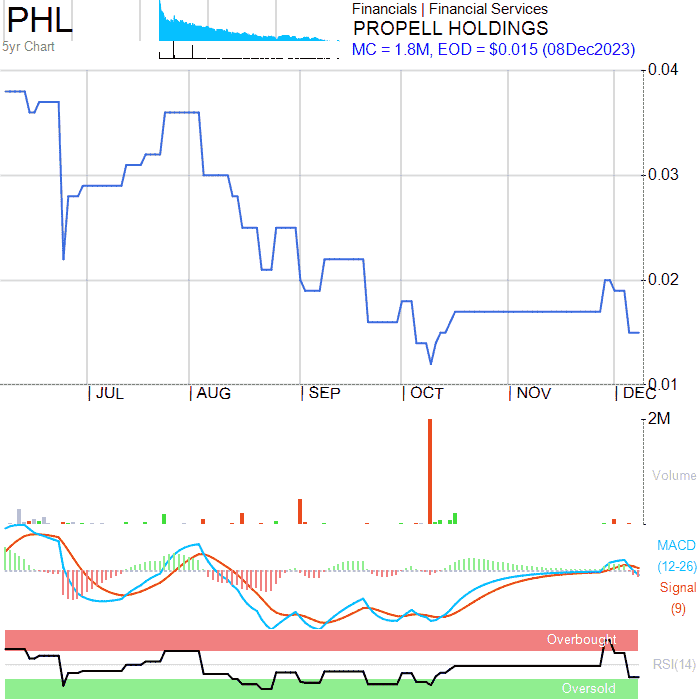 PHL
5yr Chart
Financials | Financial Services
PROPELL HOLDINGS
MC = 1.8M, EOD = $0.015 (08Dec2023)
0.04
0.03
0.02
0.01
JUL
AUG
SEP
OCT
NOV
DEC
2M
Volume
MACD
(12-26)
Signal
(9)
Overbought
RSI(14)
Oversold